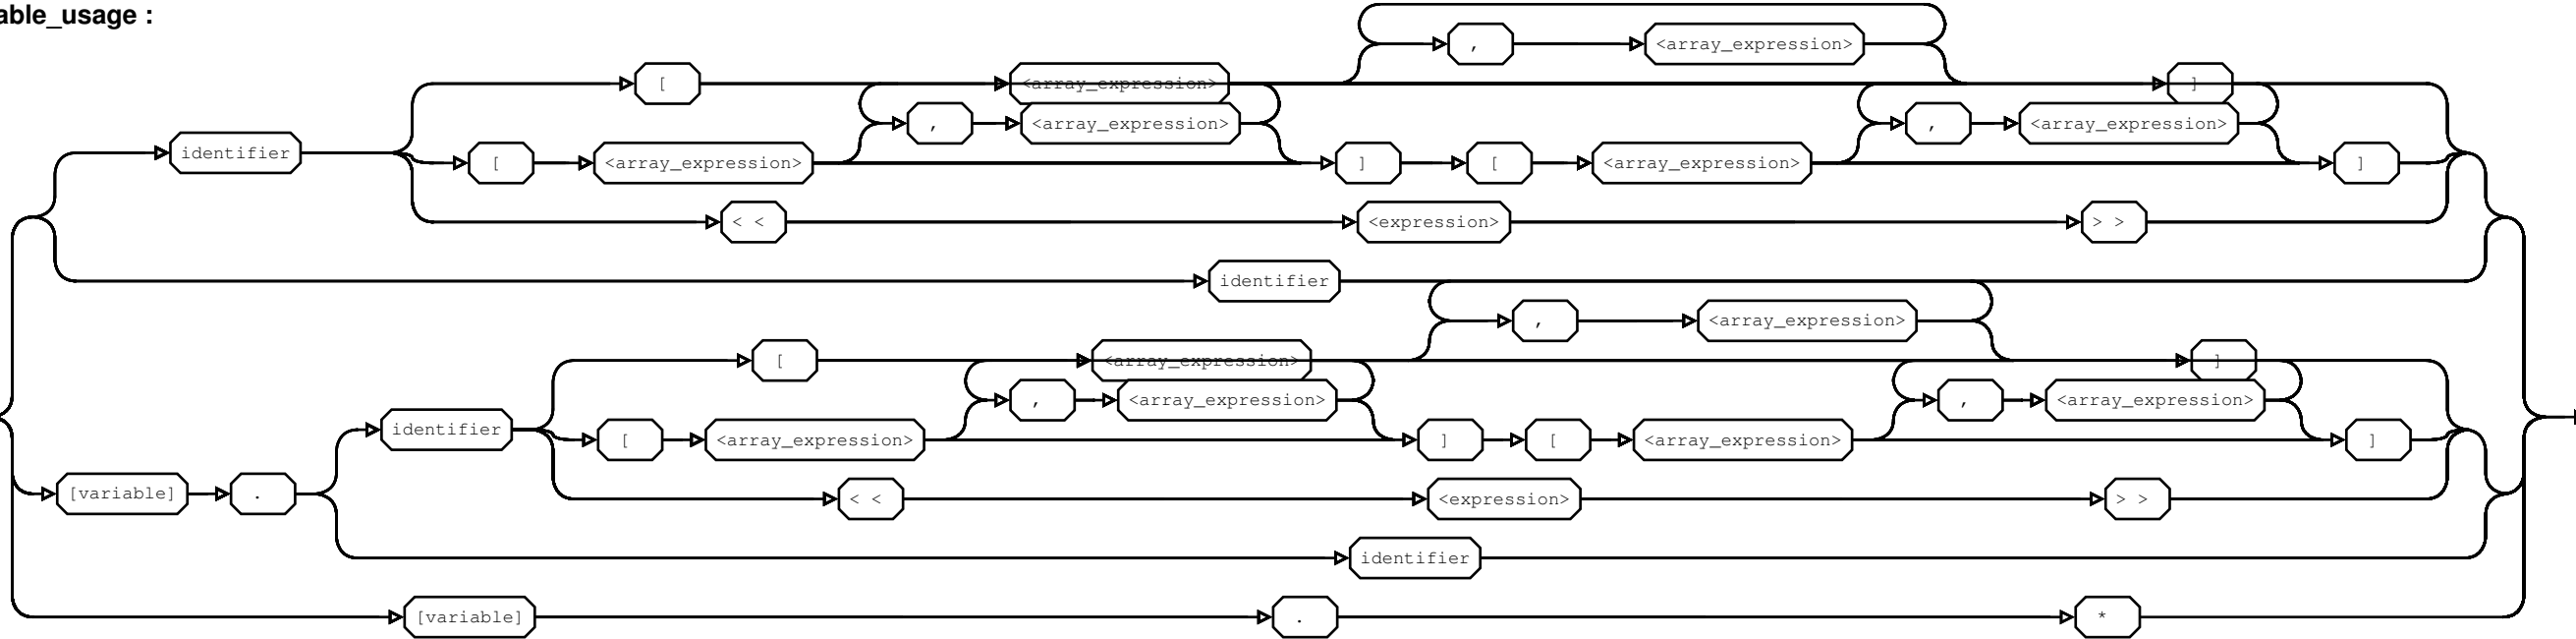 able_usage :
, <array_expression>
[ <array_expression> ]
, <array_expression> , <array_expression>
identifier
[ <array_expression> ] [ <array_expression> ]
< < <expression> > >
identifier
, <array_expression>
[ <array_expression> ]
, <array_expression> , <array_expression>
identifier
[ <array_expression> ] [ <array_expression> ]
[variable] .
< < <expression> > >
identifier
[variable] . *